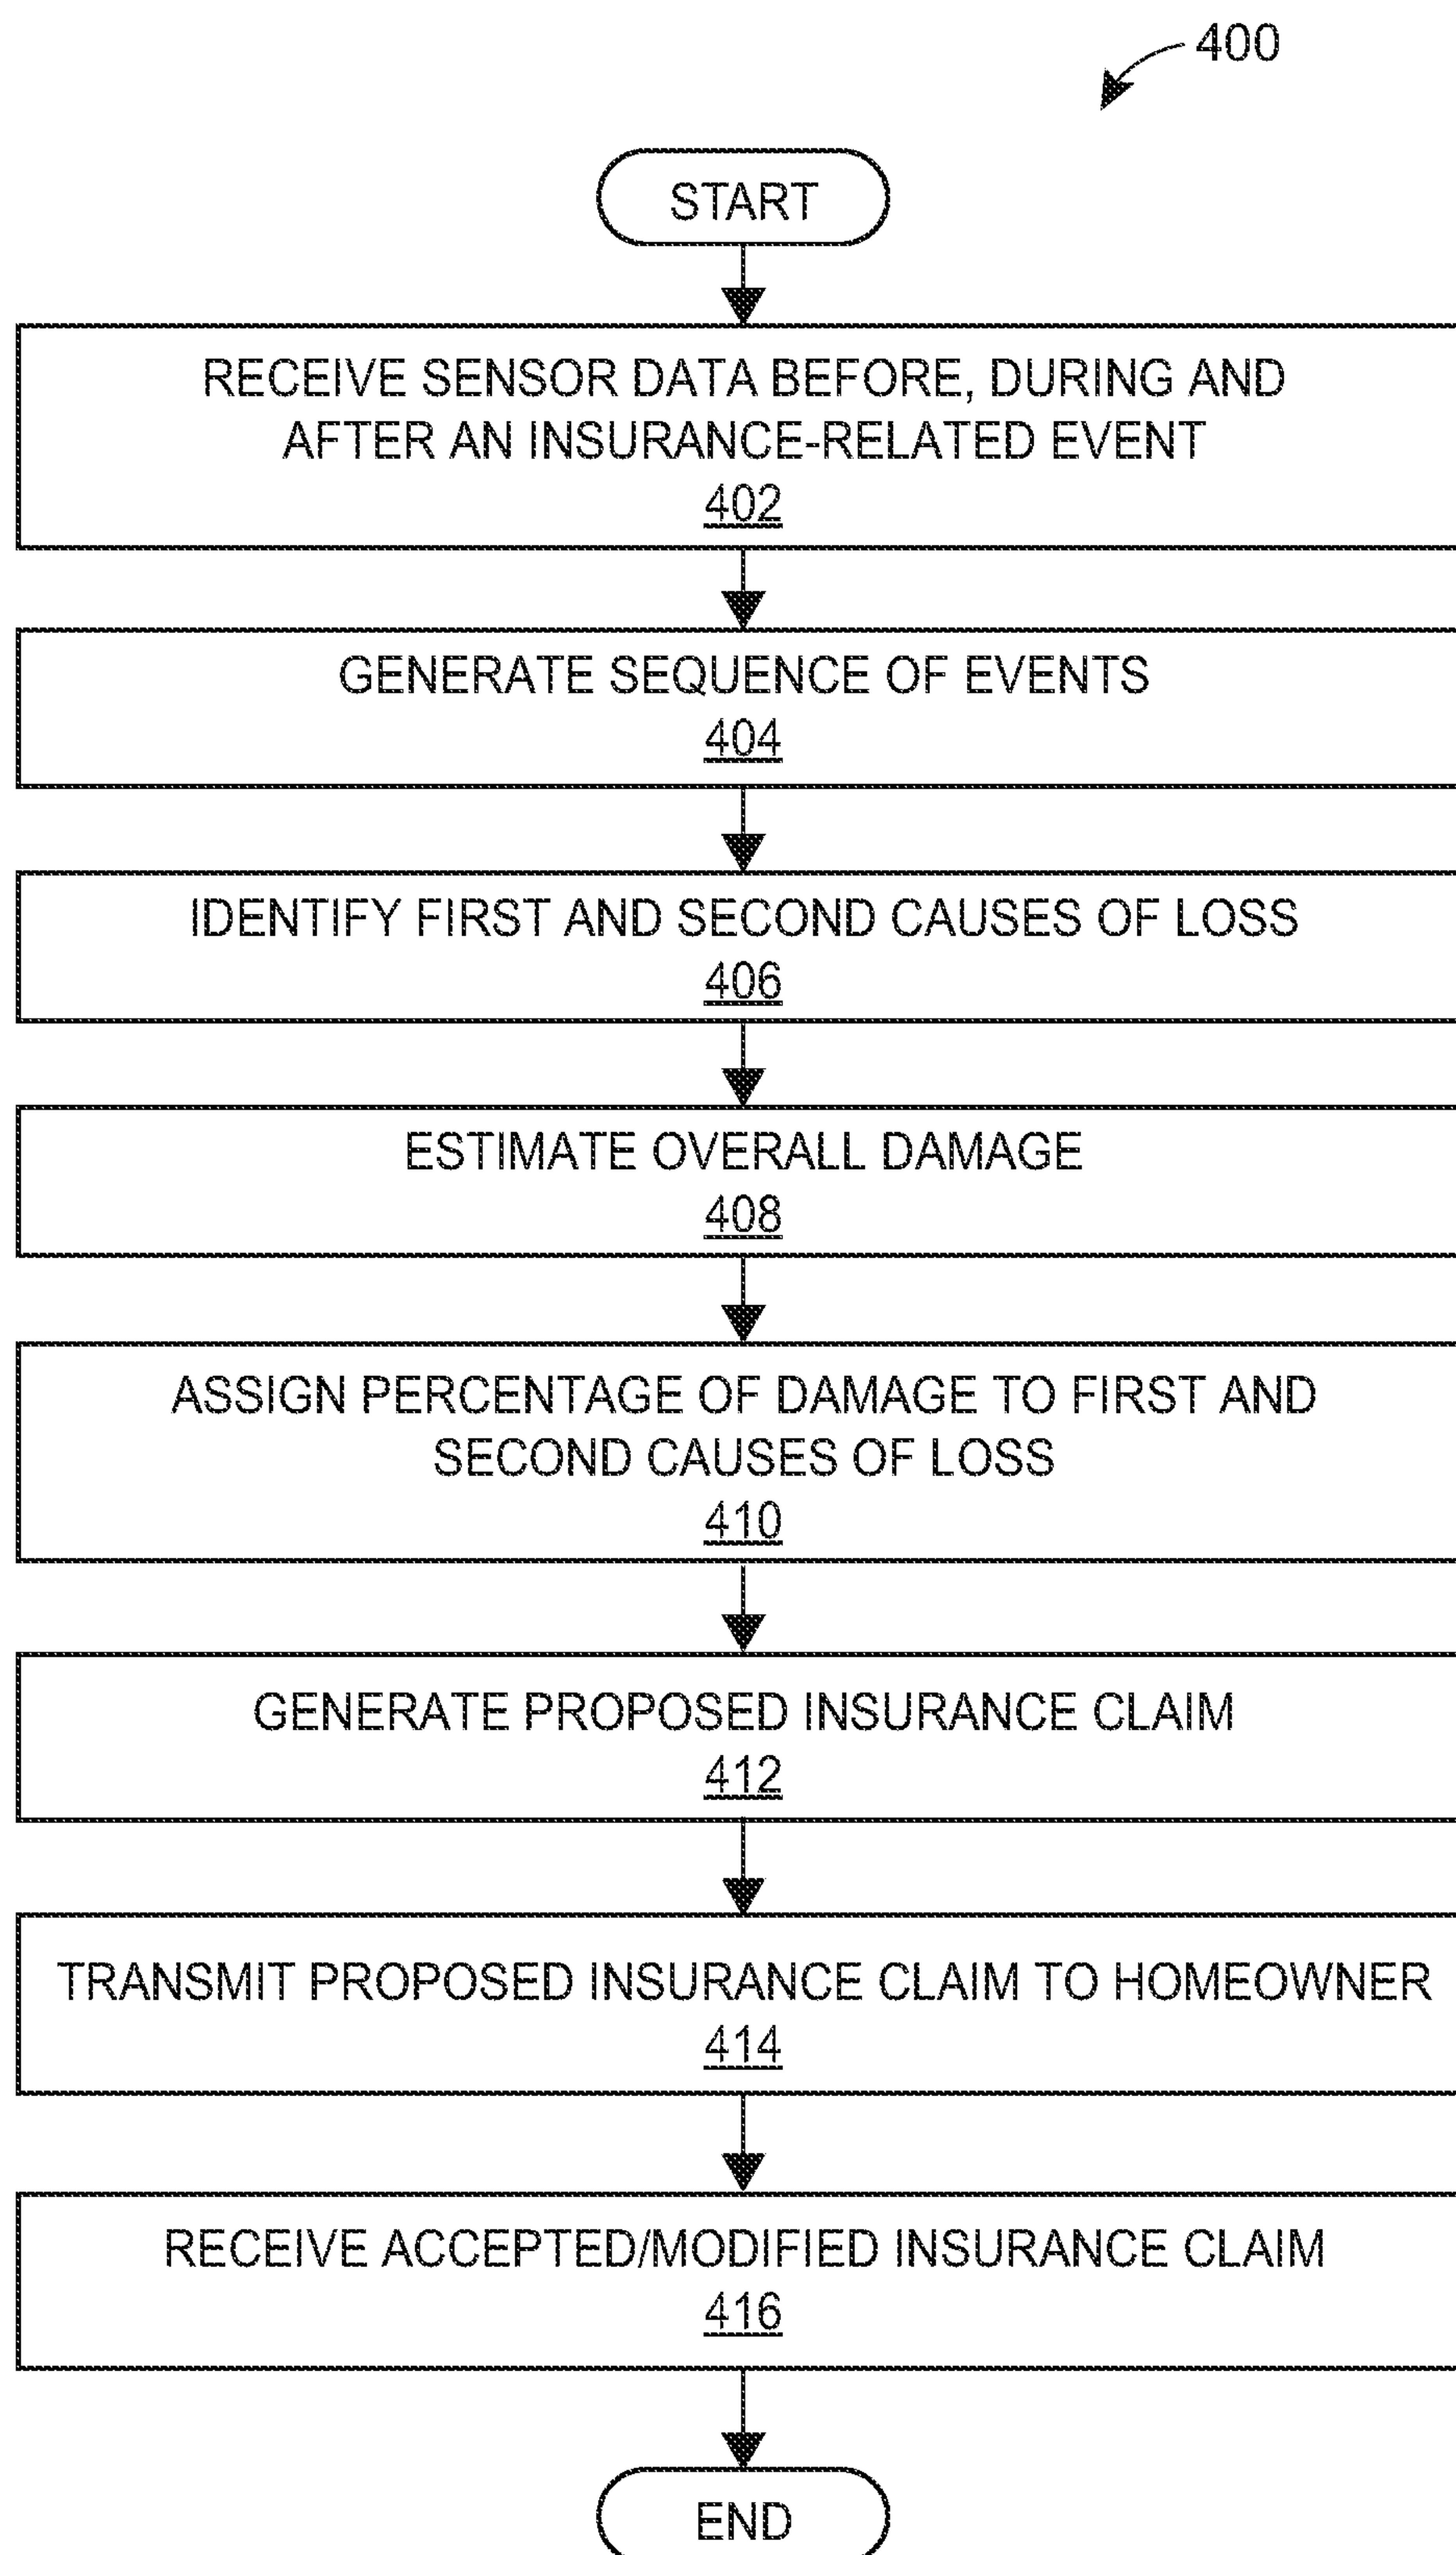 400
START
RECEIVE SENSOR DATA BEFORE, DURING AND
AFTER AN INSURANCE-RELATED EVENT
402
GENERATE SEQUENCE OF EVENTS
404
IDENTIFY FIRST AND SECOND CAUSES OF LOSS
406
ESTIMATE OVERALL DAMAGE
408
ASSIGN PERCENTAGE OF DAMAGE TO FIRST AND
SECOND CAUSES OF LOSS
410
GENERATE PROPOSED INSURANCE CLAIM
412
TRANSMIT PROPOSED INSURANCE CLAIM TO HOMEOWNER
414
RECEIVE ACCEPTED/MODIFIED INSURANCE CLAIM
416
END